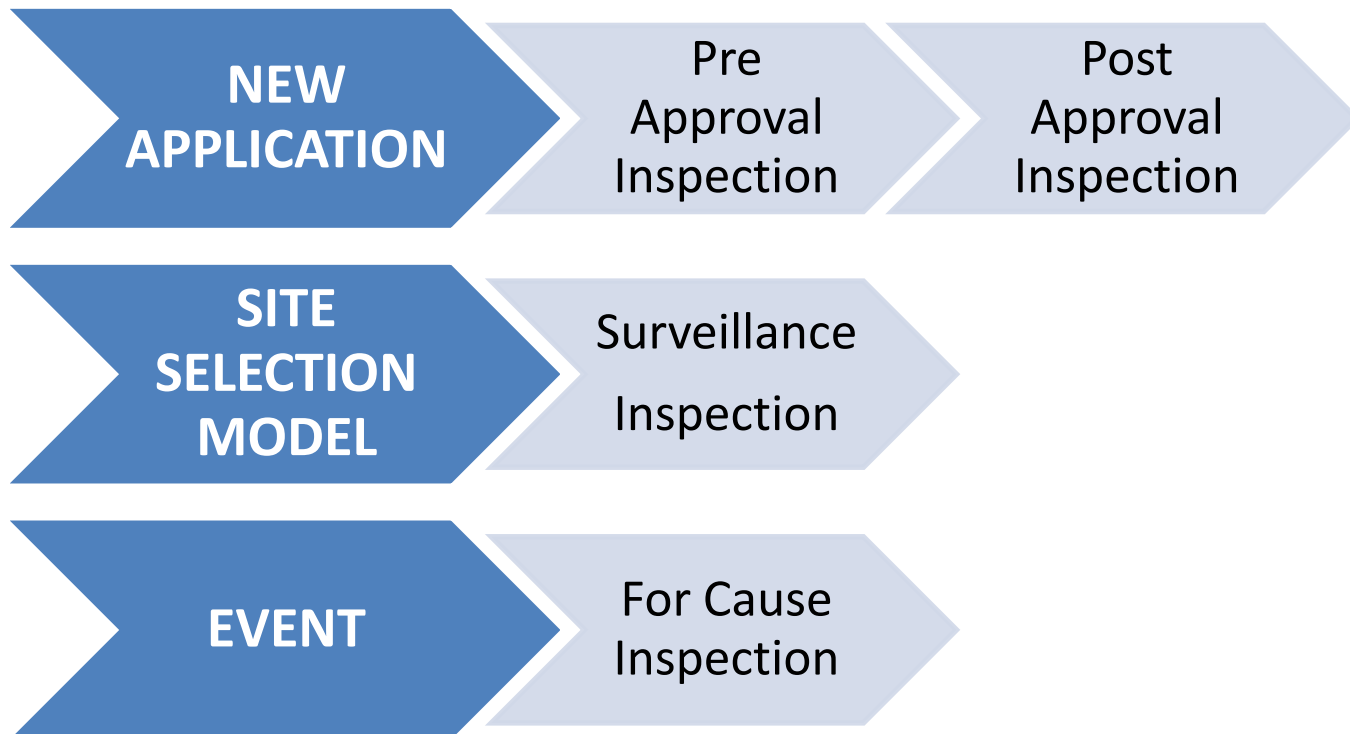 NEW
APPLICATION
Pre
Approval
Inspection
Post
Approval
Inspection
SITE
SELECTION
MODEL
Surveillance
Inspection
EVENT
For Cause
Inspection